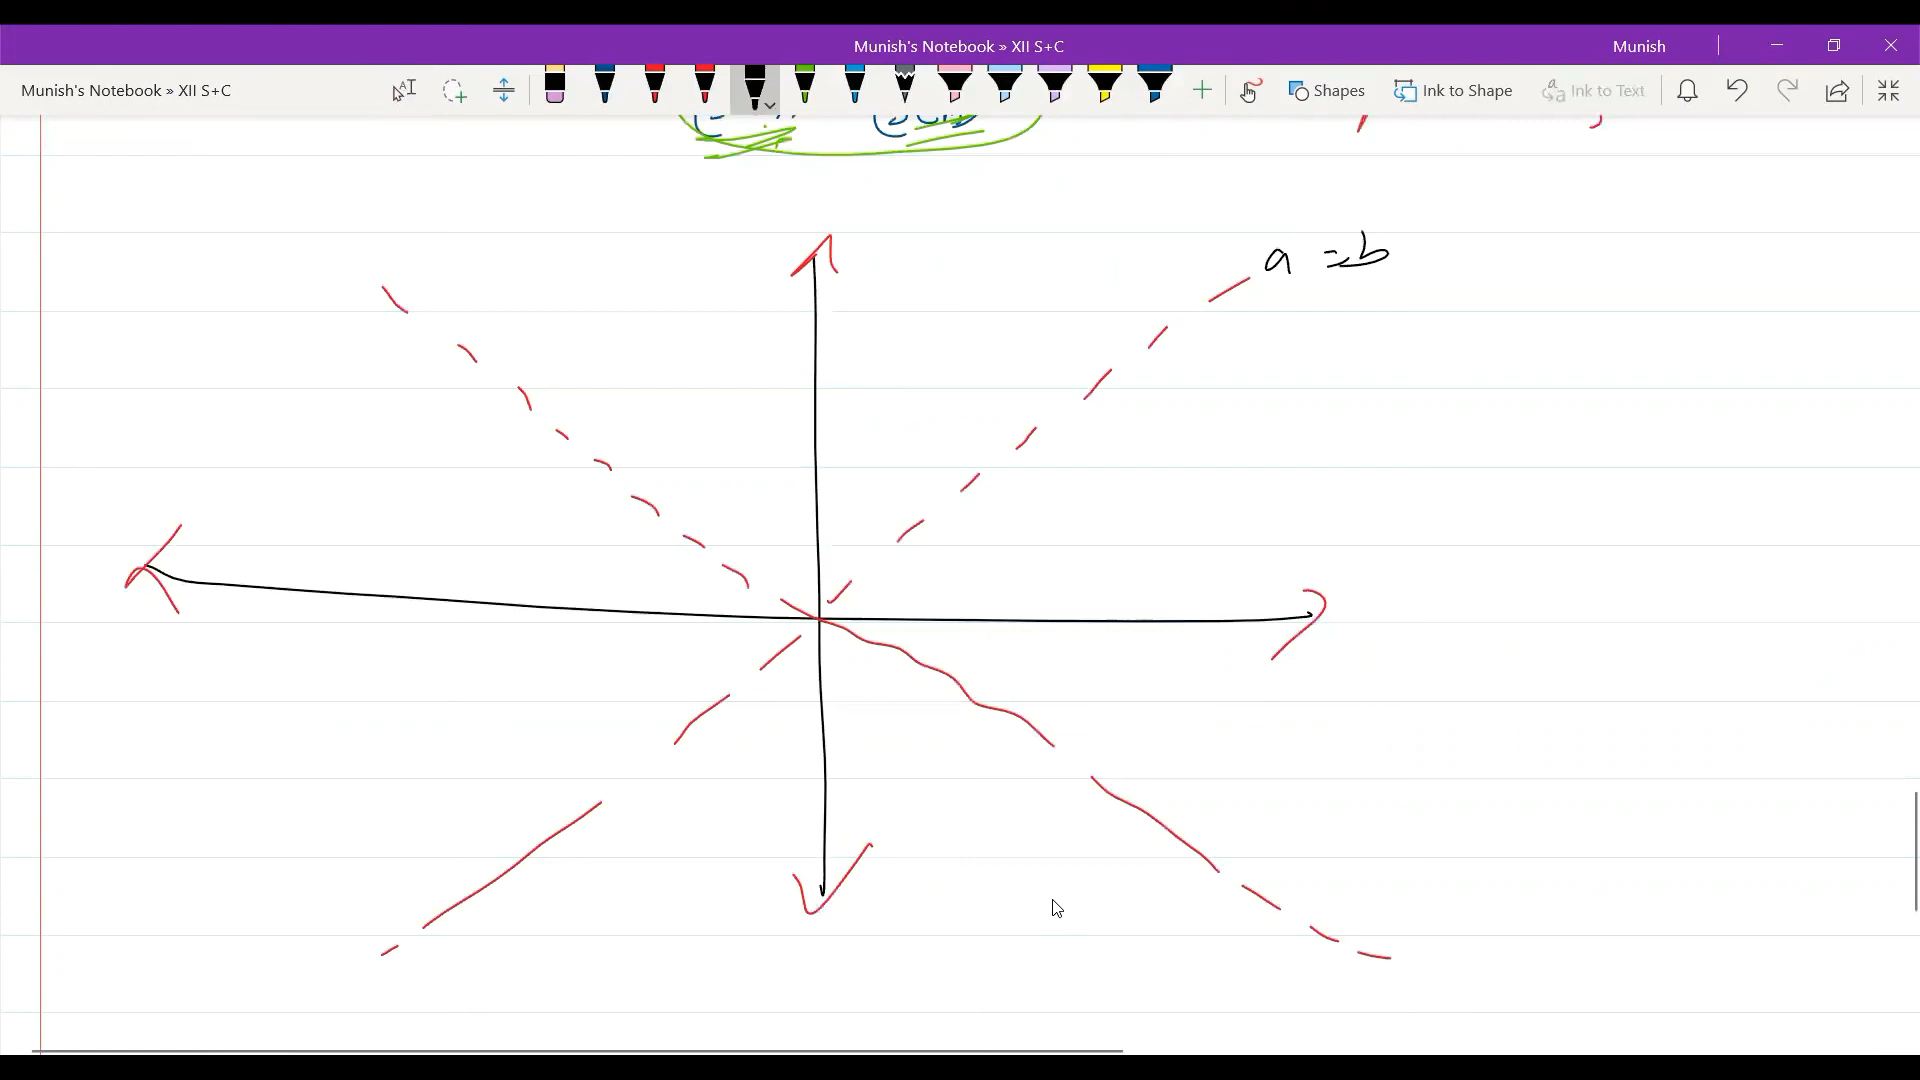 Munish's Notebook » XII S+C
Munish
Munish's Notebook » XII S+C
Shapes
Ink to Shape
Ink to Text
a = b